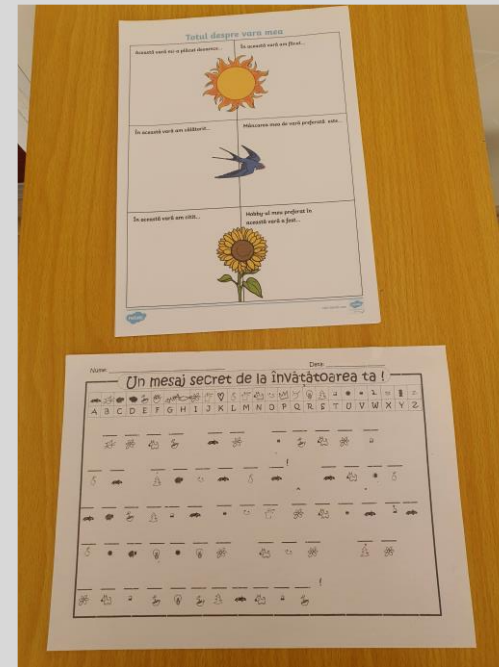 Totul despre vara mea
Această vară mi-a plăcut deoarece...
În această vară am făcut...
În această vară am călătorit...
Mâncarea mea de vară preferată este...
În această vară am citit...
Hobby-ul meu preferat în
această vară a fost...
Nume:
Data:
Un mesaj secret de la învățătoarea ta !
A B C D E F G H I J K L M N O P Q R S T U V W X Y Z
!
!